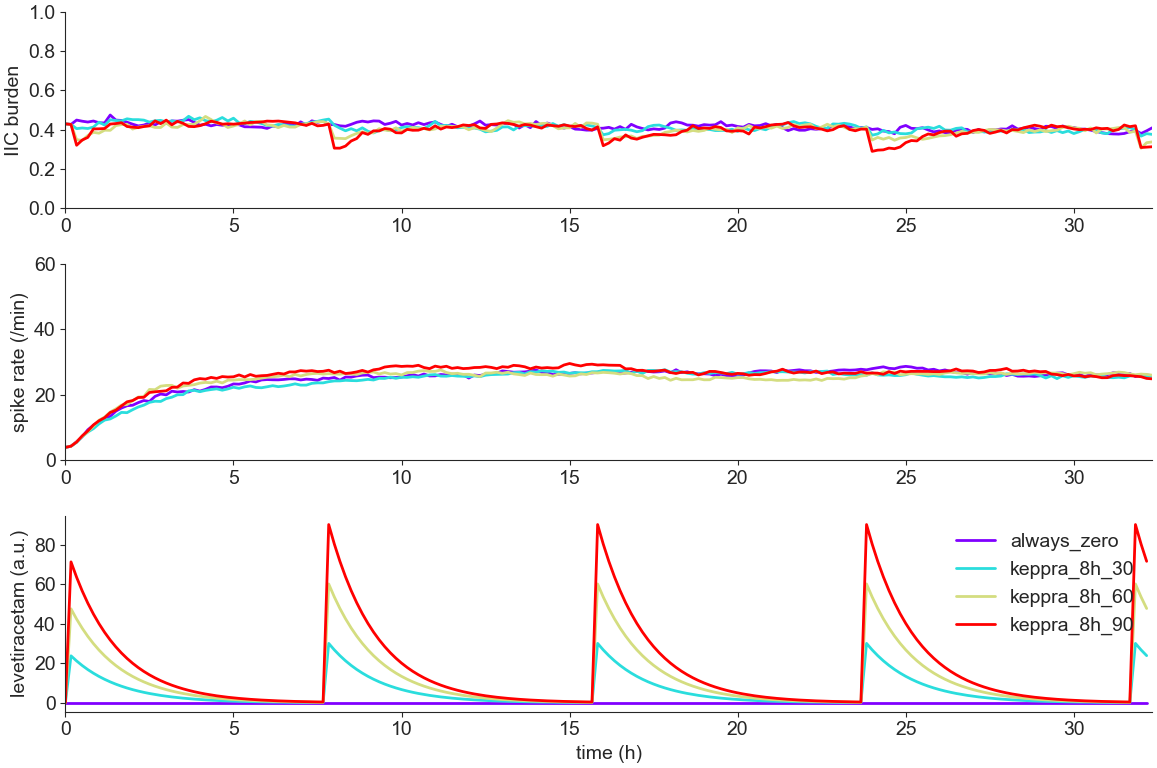 IIC burden
1.0
0.8
0.6
0.4
0.2
0.0
0 5 10 15 20 25 30
spike rate (/min)
60
40
20
0
0 5 10 15 20 25 30
levetiracetam (a.u.)
80
60
40
20
0
always_zero
keppra_8h_30
keppra_8h_60
keppra_8h_90
0 5 10 15 20 25 30
time (h)